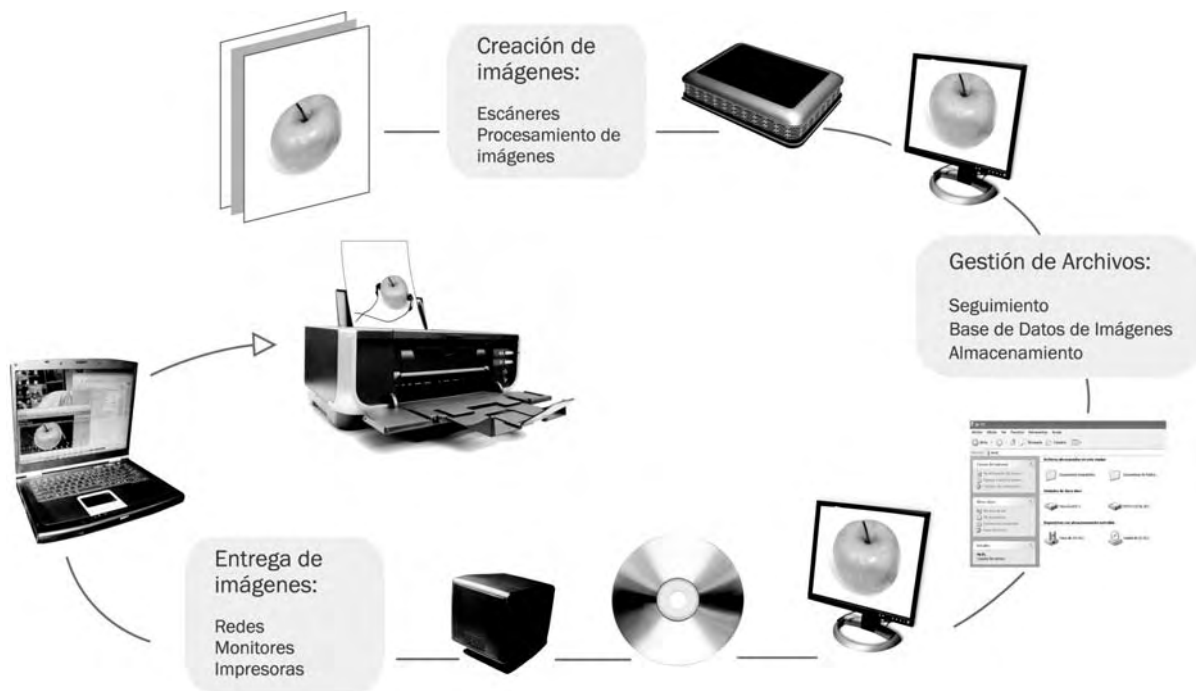 Creación de
imágenes:
Escáneres
Procesamiento de
imágenes
Gestión de Archivos:
Seguimiento
Base de Datos de Imágenes
Almacenamiento
Entrega de
imágenes:
Redes
Monitores
Impresoras